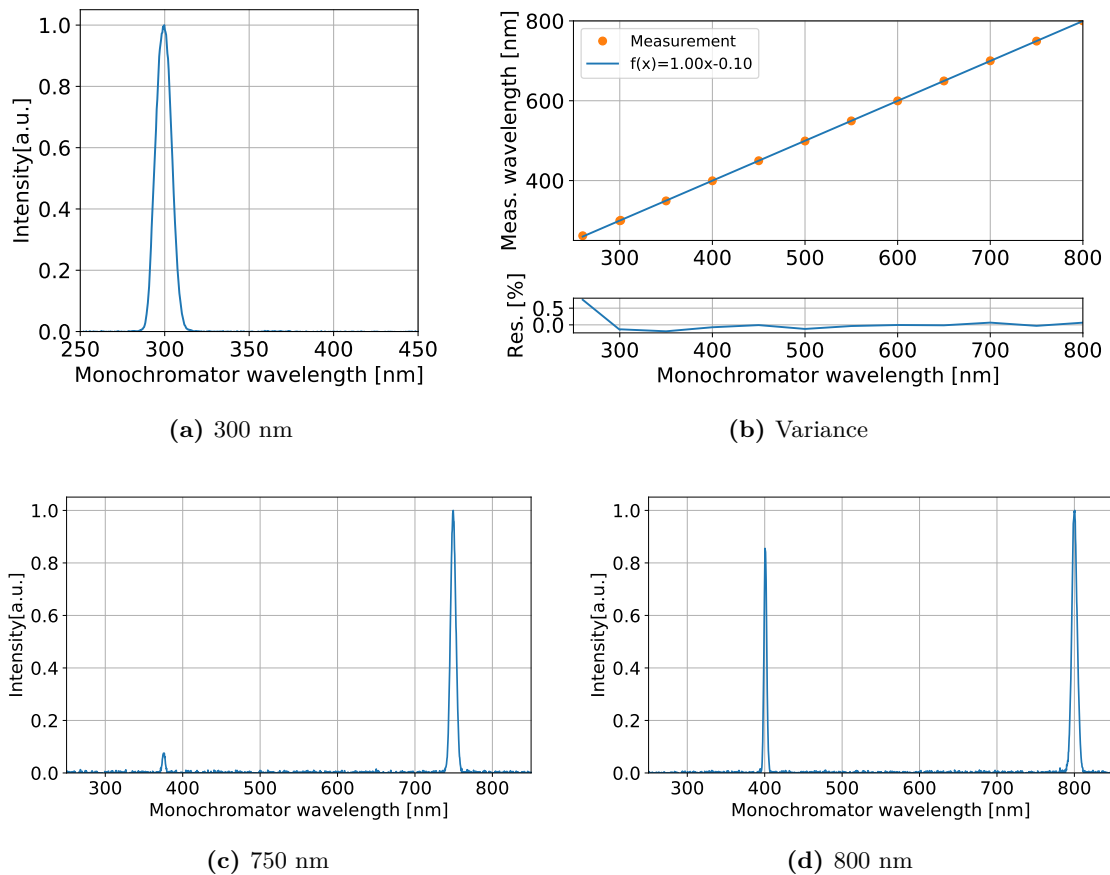 1.0
0.8
0.6
0.4
0.2
0.0
Intensity[a.u.]
250 300 350 400 450
Monochromator wavelength [nm]
(a) 300 nm
800
600
400
Meas. wavelength [nm]
Measurement
f(x)=1.00x-0.10
300 400 500 600 700 800
0.5
0.0
Res. [%]
300 400 500 600 700 800
Monochromator wavelength [nm]
(b) Variance
1.0
0.8
0.6
0.4
0.2
0.0
Intensity[a.u.]
300 400 500 600 700 800
Monochromator wavelength [nm]
(c) 750 nm
1.0
0.8
0.6
0.4
0.2
0.0
Intensity[a.u.]
300 400 500 600 700 800
Monochromator wavelength [nm]
(d) 800 nm